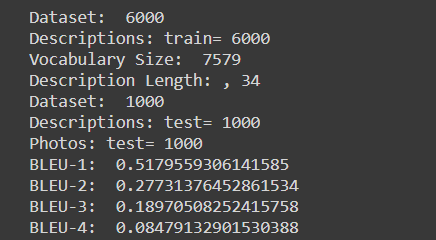 Dataset:  6000
Descriptions: train= 6000
Vocabulary Size:  7579
Description Length: , 34
Dataset:  1000
Descriptions: test= 1000
Photos: test= 1000
BLEU-1:  0.5179559306141585
BLEU-2:  0.27731376452861534
BLEU-3:  0.18970508252415758
BLEU-4:  0.08479132901530388